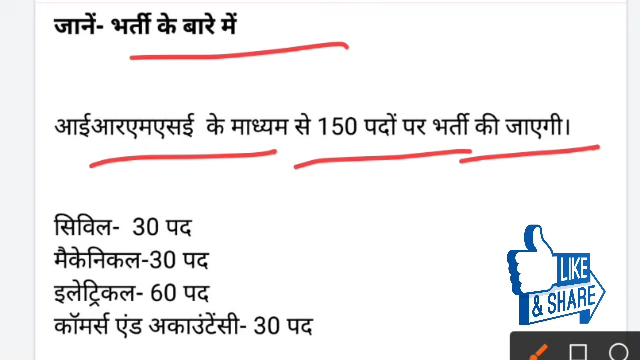 जानें- भर्ती के बारे में
आईआरएमएसई के माध्यम से 150 पदों पर भर्ती की जाएगी।
सिविल- 30 पद
मैकेनिकल-30 पद
इलेट्रिकल- 60 पद
कॉमर्स एंड अकाउंटेंसी- 30 पद
LIKE
& SHARE